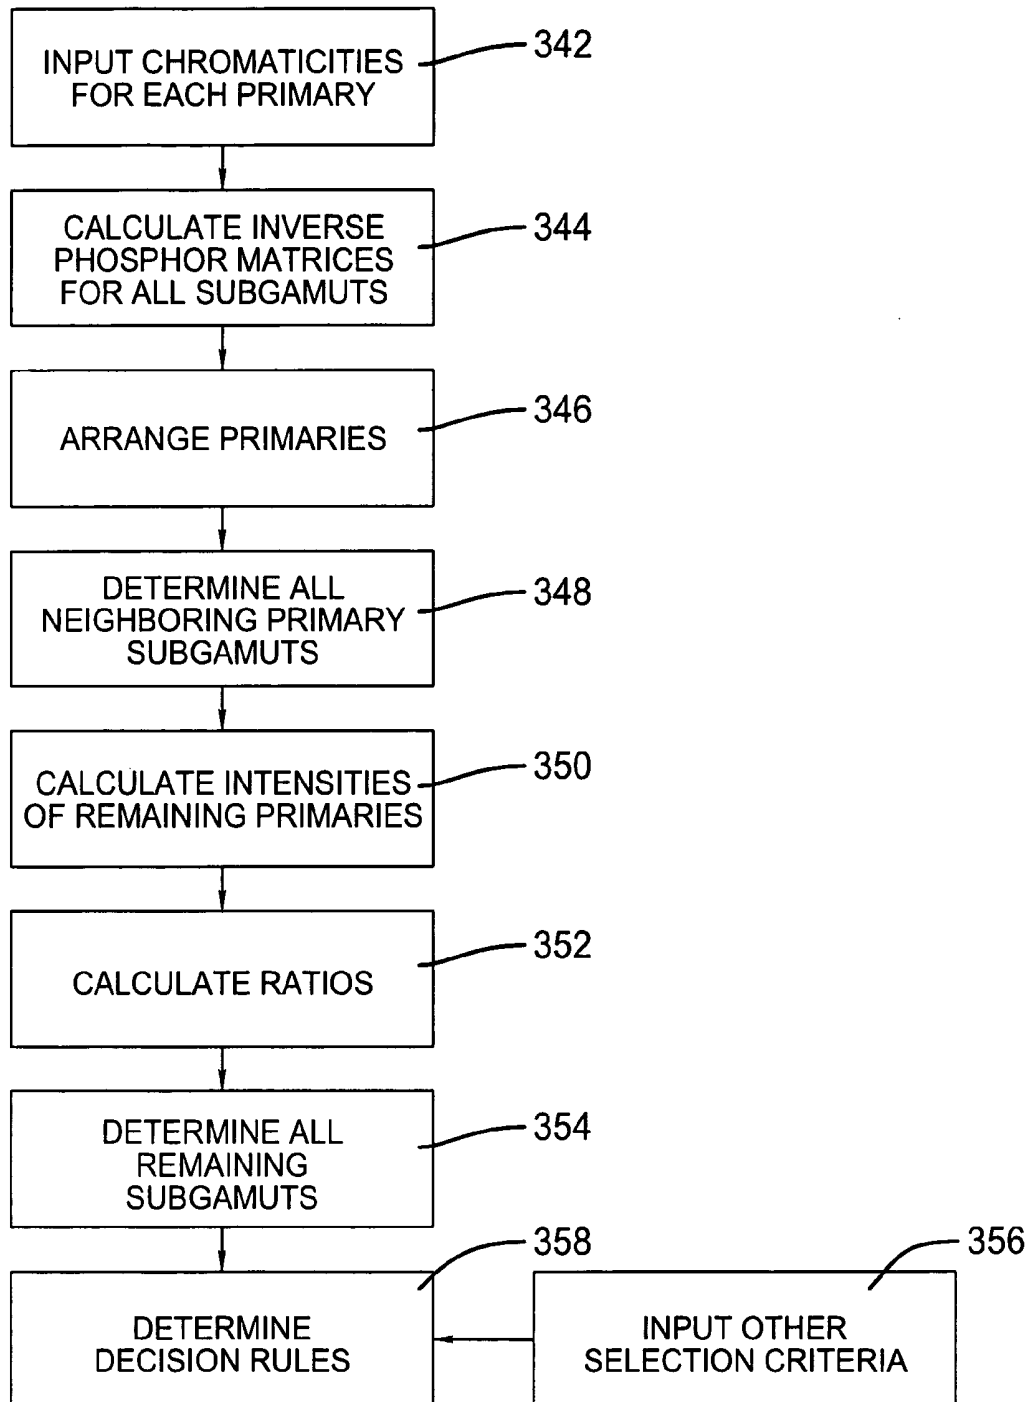 INPUT CHROMATICITIES
FOR EACH PRIMARY
342
CALCULATE INVERSE
PHOSPHOR MATRICES
FOR ALL SUBGAMUTS
344
ARRANGE PRIMARIES
346
DETERMINE ALL
NEIGHBORING PRIMARY
SUBGAMUTS
348
CALCULATE INTENSITIES
OF REMAINING PRIMARIES
350
CALCULATE RATIOS
352
DETERMINE ALL
REMAINING
SUBGAMUTS
354
DETERMINE
DECISION RULES
358
INPUT OTHER
SELECTION CRITERIA
356